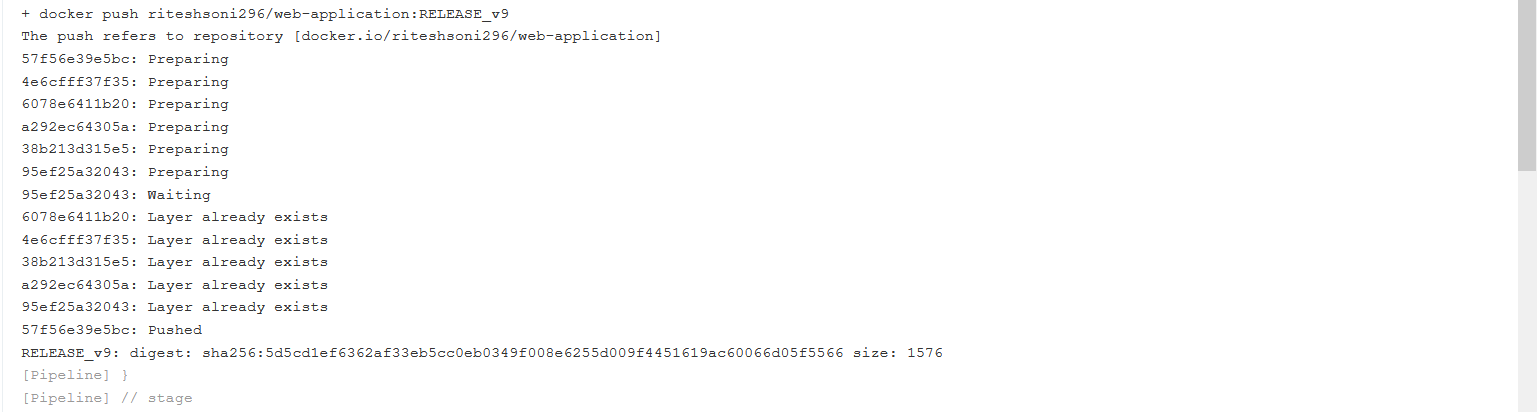 + docker push riteshsoni296/web-application:RELEASE_v9
The push refers to repository [docker.io/riteshsoni296/web-application]
57f56e39e5bc: Preparing
4e6cfff37f35: Preparing
6078e6411b20: Preparing
a292ec64305a: Preparing
38b213d315e5: Preparing
95ef25a32043: Preparing
95ef25a32043: Waiting
6078e6411b20: Layer already exists
4e6cfff37f35: Layer already exists
38b213d315e5: Layer already exists
a292ec64305a: Layer already exists
95ef25a32043: Layer already exists
57f56e39e5bc: Pushed
RELEASE_v9: digest: sha256:5d5cd1ef6362af33eb5cc0eb0349f008e6255d009f4451619ac60066d05f5566 size: 1576
[Pipeline] }
[Pipeline] // stage